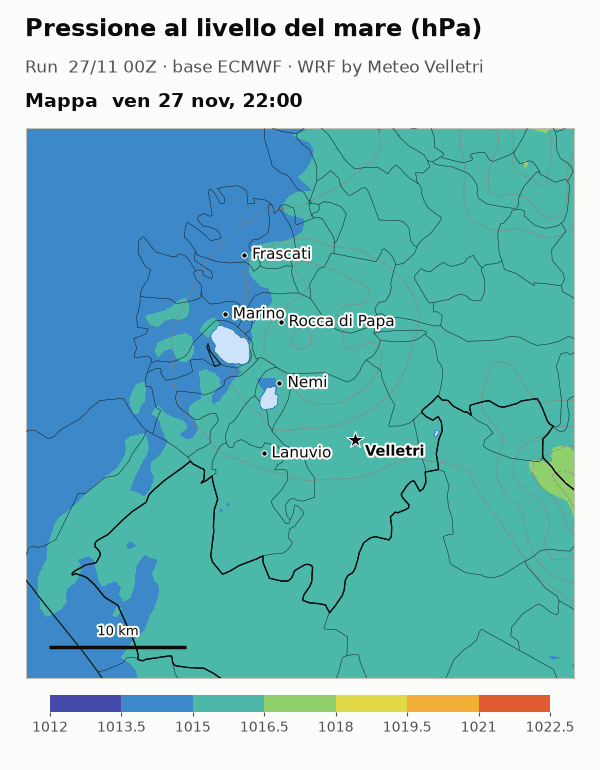 Pressione al livello del mare (hPa)
Run  27/11 00Z · base ECMWF · WRF by Meteo Velletri
Mappa  ven 27 nov, 22:00
Frascati
Marino
Rocca di Papa
Nemi
Velletri
Lanuvio
10 km
1012 1013.5 1015 1016.5 1018 1019.5 1021 1022.5